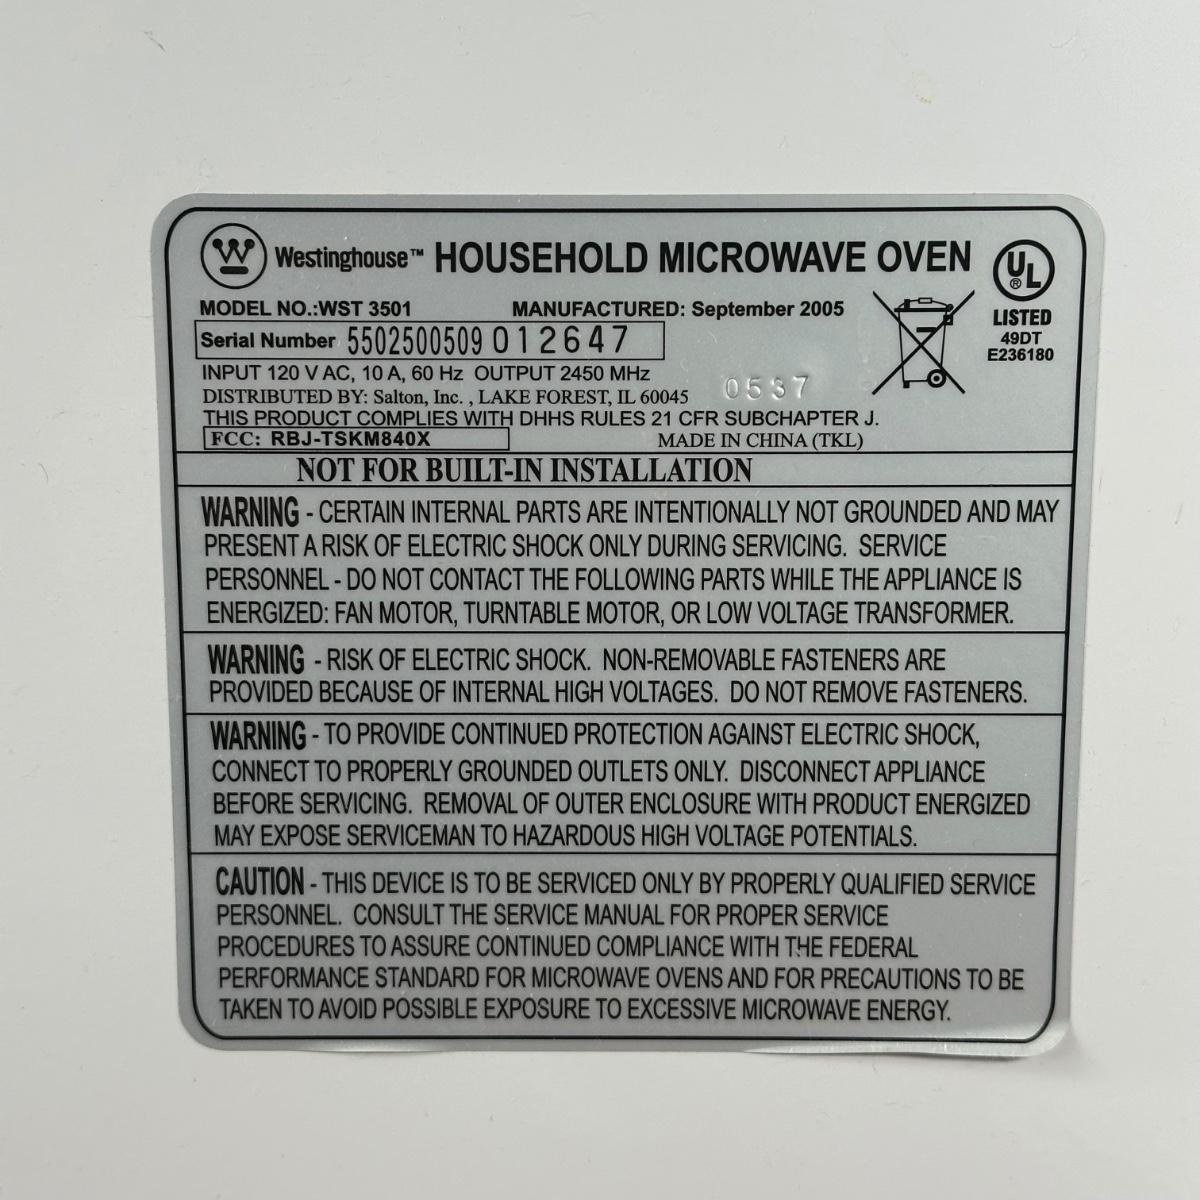 W Westinghouse™ HOUSEHOLD MICROWAVE OVEN
UL
®
LISTED
49DT
E236180
MODEL NO.:WST 3501 MANUFACTURED: September 2005
Serial Number 5502500509 012647
INPUT 120 V AC, 10 A, 60 Hz OUTPUT 2450 MHz
0537
DISTRIBUTED BY: Salton, Inc. , LAKE FOREST, IL 60045
THIS PRODUCT COMPLIES WITH DHHS RULES 21 CFR SUBCHAPTER J.
FCC: RBJ-TSKM840X MADE IN CHINA (TKL)
NOT FOR BUILT-IN INSTALLATION
WARNING - CERTAIN INTERNAL PARTS ARE INTENTIONALLY NOT GROUNDED AND MAY
PRESENT A RISK OF ELECTRIC SHOCK ONLY DURING SERVICING. SERVICE
PERSONNEL - DO NOT CONTACT THE FOLLOWING PARTS WHILE THE APPLIANCE IS
ENERGIZED: FAN MOTOR, TURNTABLE MOTOR, OR LOW VOLTAGE TRANSFORMER.
WARNING - RISK OF ELECTRIC SHOCK. NON-REMOVABLE FASTENERS ARE
PROVIDED BECAUSE OF INTERNAL HIGH VOLTAGES. DO NOT REMOVE FASTENERS.
WARNING - TO PROVIDE CONTINUED PROTECTION AGAINST ELECTRIC SHOCK,
CONNECT TO PROPERLY GROUNDED OUTLETS ONLY. DISCONNECT APPLIANCE
BEFORE SERVICING. REMOVAL OF OUTER ENCLOSURE WITH PRODUCT ENERGIZED
MAY EXPOSE SERVICEMAN TO HAZARDOUS HIGH VOLTAGE POTENTIALS.
CAUTION - THIS DEVICE IS TO BE SERVICED ONLY BY PROPERLY QUALIFIED SERVICE
PERSONNEL. CONSULT THE SERVICE MANUAL FOR PROPER SERVICE
PROCEDURES TO ASSURE CONTINUED COMPLIANCE WITH THE FEDERAL
PERFORMANCE STANDARD FOR MICROWAVE OVENS AND FOR PRECAUTIONS TO BE
TAKEN TO AVOID POSSIBLE EXPOSURE TO EXCESSIVE MICROWAVE ENERGY.